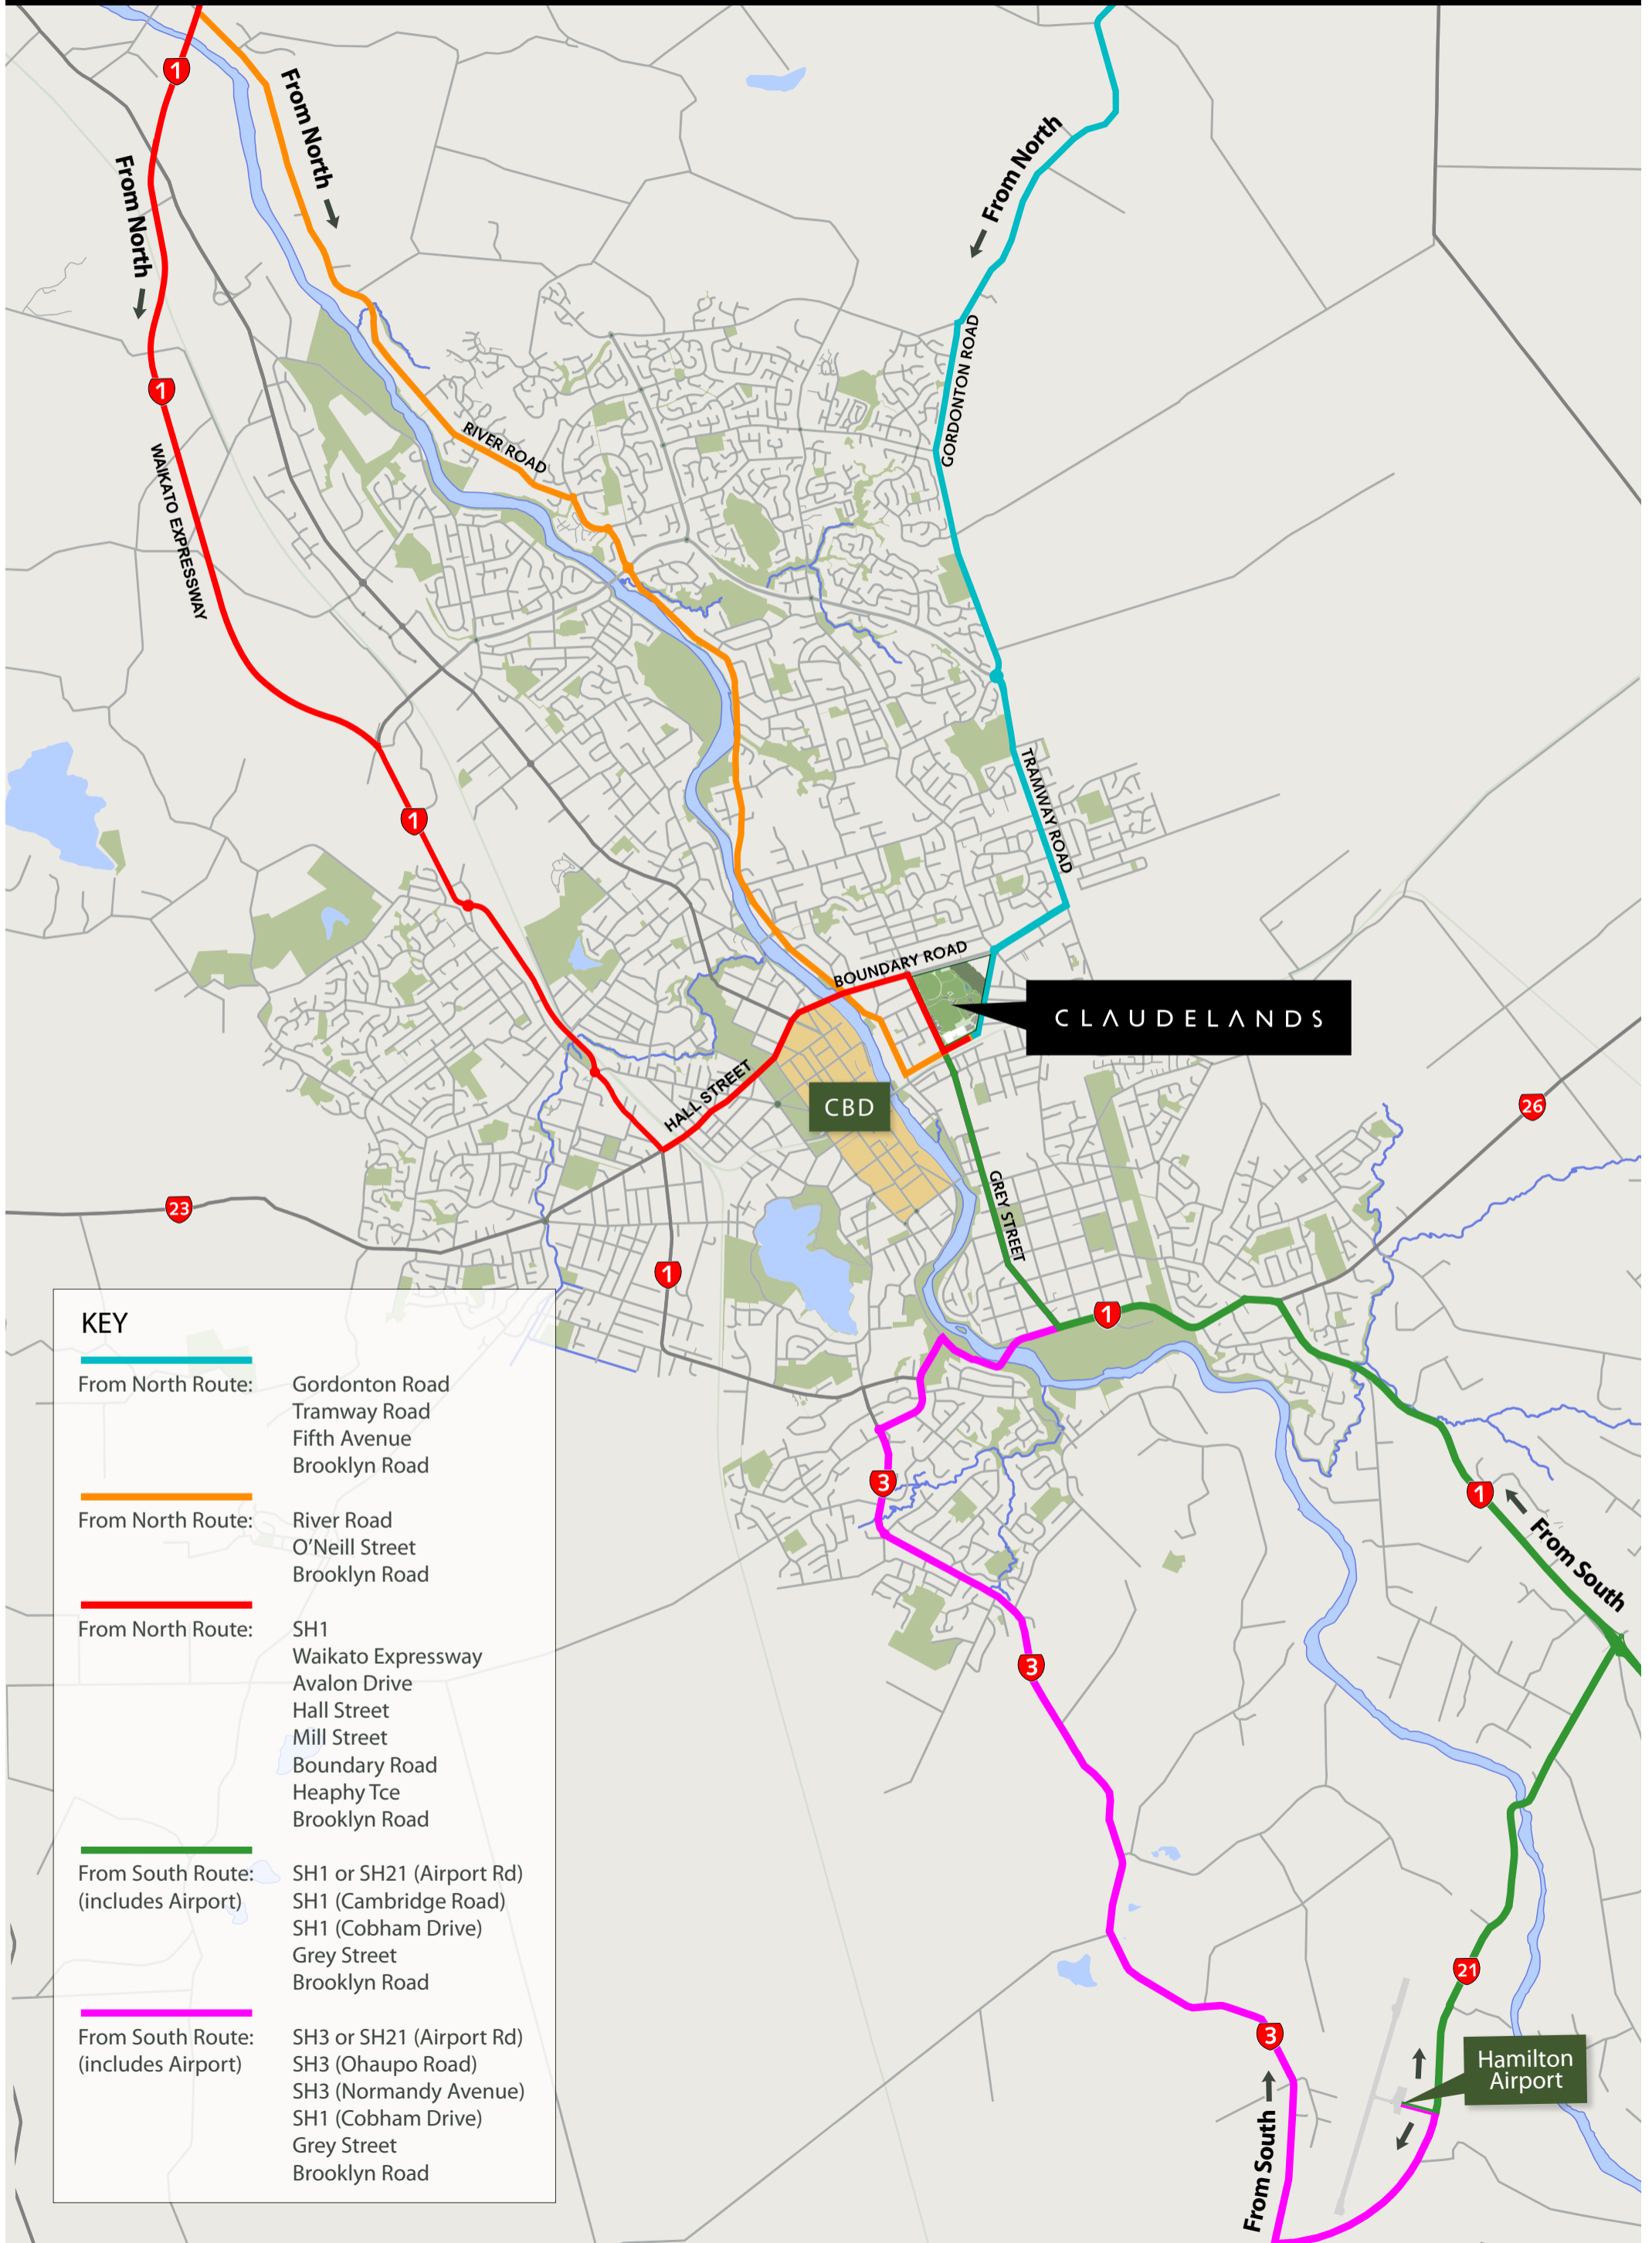 1
From North
From North
From North
1
WAIKATO EXPRESSWAY
RIVER ROAD
GORDONTON ROAD
TRAMWAY ROAD
1
BOUNDARY ROAD
CLAUDELANDS
HALL STREET
CBD
26
GREY STREET
23
1
1
3
1
From South
3
21
3
Hamilton
Airport
From South
KEY
From North Route: Gordonton Road
Tramway Road
Fifth Avenue
Brooklyn Road
From North Route: River Road
O’Neill Street
Brooklyn Road
From North Route: SH1
Waikato Expressway
Avalon Drive
Hall Street
Mill Street
Boundary Road
Heaphy Tce
Brooklyn Road
From South Route: SH1 or SH21 (Airport Rd)
(includes Airport) SH1 (Cambridge Road)
SH1 (Cobham Drive)
Grey Street
Brooklyn Road
From South Route: SH3 or SH21 (Airport Rd)
(includes Airport) SH3 (Ohaupo Road)
SH3 (Normandy Avenue)
SH1 (Cobham Drive)
Grey Street
Brooklyn Road